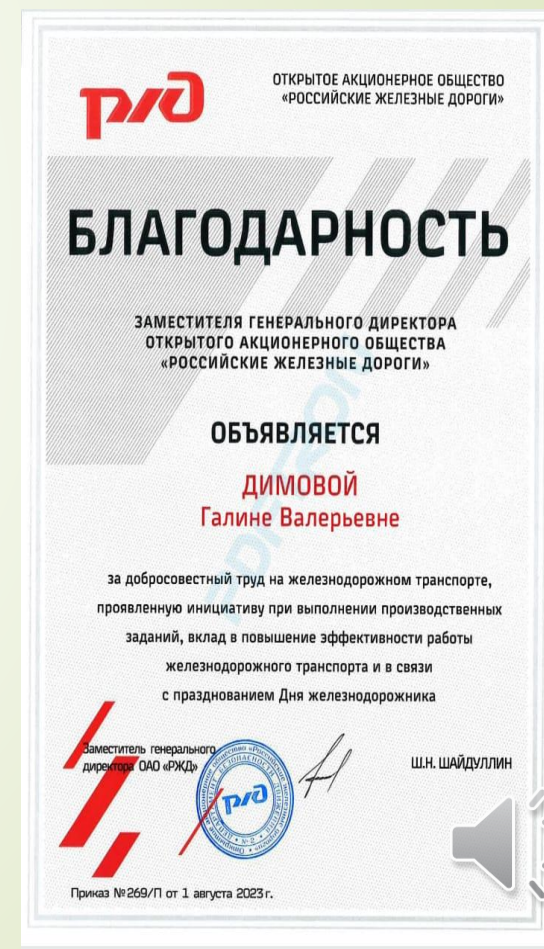 ржд
ОТКРЫТОЕ АКЦИОНЕРНОЕ ОБЩЕСТВО
«РОССИЙСКИЕ ЖЕЛЕЗНЫЕ ДОРОГИ»
БЛАГОДАРНОСТЬ
ЗАМЕСТИТЕЛЯ ГЕНЕРАЛЬНОГО ДИРЕКТОРА
ОТКРЫТОГО АКЦИОНЕРНОГО ОБЩЕСТВА
«РОССИЙСКИЕ ЖЕЛЕЗНЫЕ ДОРОГИ»
ОБЪЯВЛЯЕТСЯ
ДИМОВОЙ
Галине Валерьевне
за добросовестный труд на железнодорожном транспорте,
проявленную инициативу при выполнении производственных
заданий, вклад в повышение эффективности работы
железнодорожного транспорта и в связи
с празднованием Дня железнодорожника
Заместитель генерального
директора ОАО «РЖД»
ржд
Ш.Н. ШАЙДУЛЛИН
Приказ №269/П от 1 августа 2023 г.